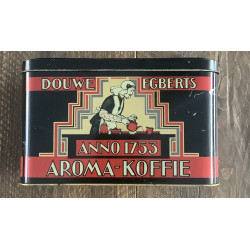 DOUWE EGBERTS
ANNO 1753
AROMA-KOFFIE